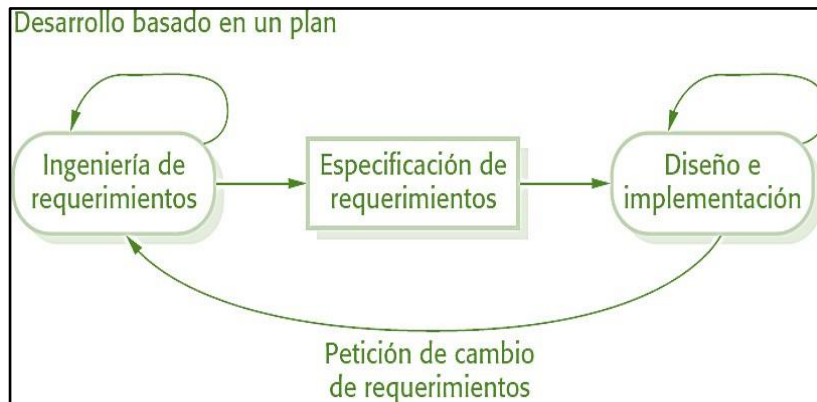 Desarrollo basado en un plan
Ingeniería de
requerimientos
Especificación de
requerimientos
Diseño e
implementación
Petición de cambio
de requerimientos